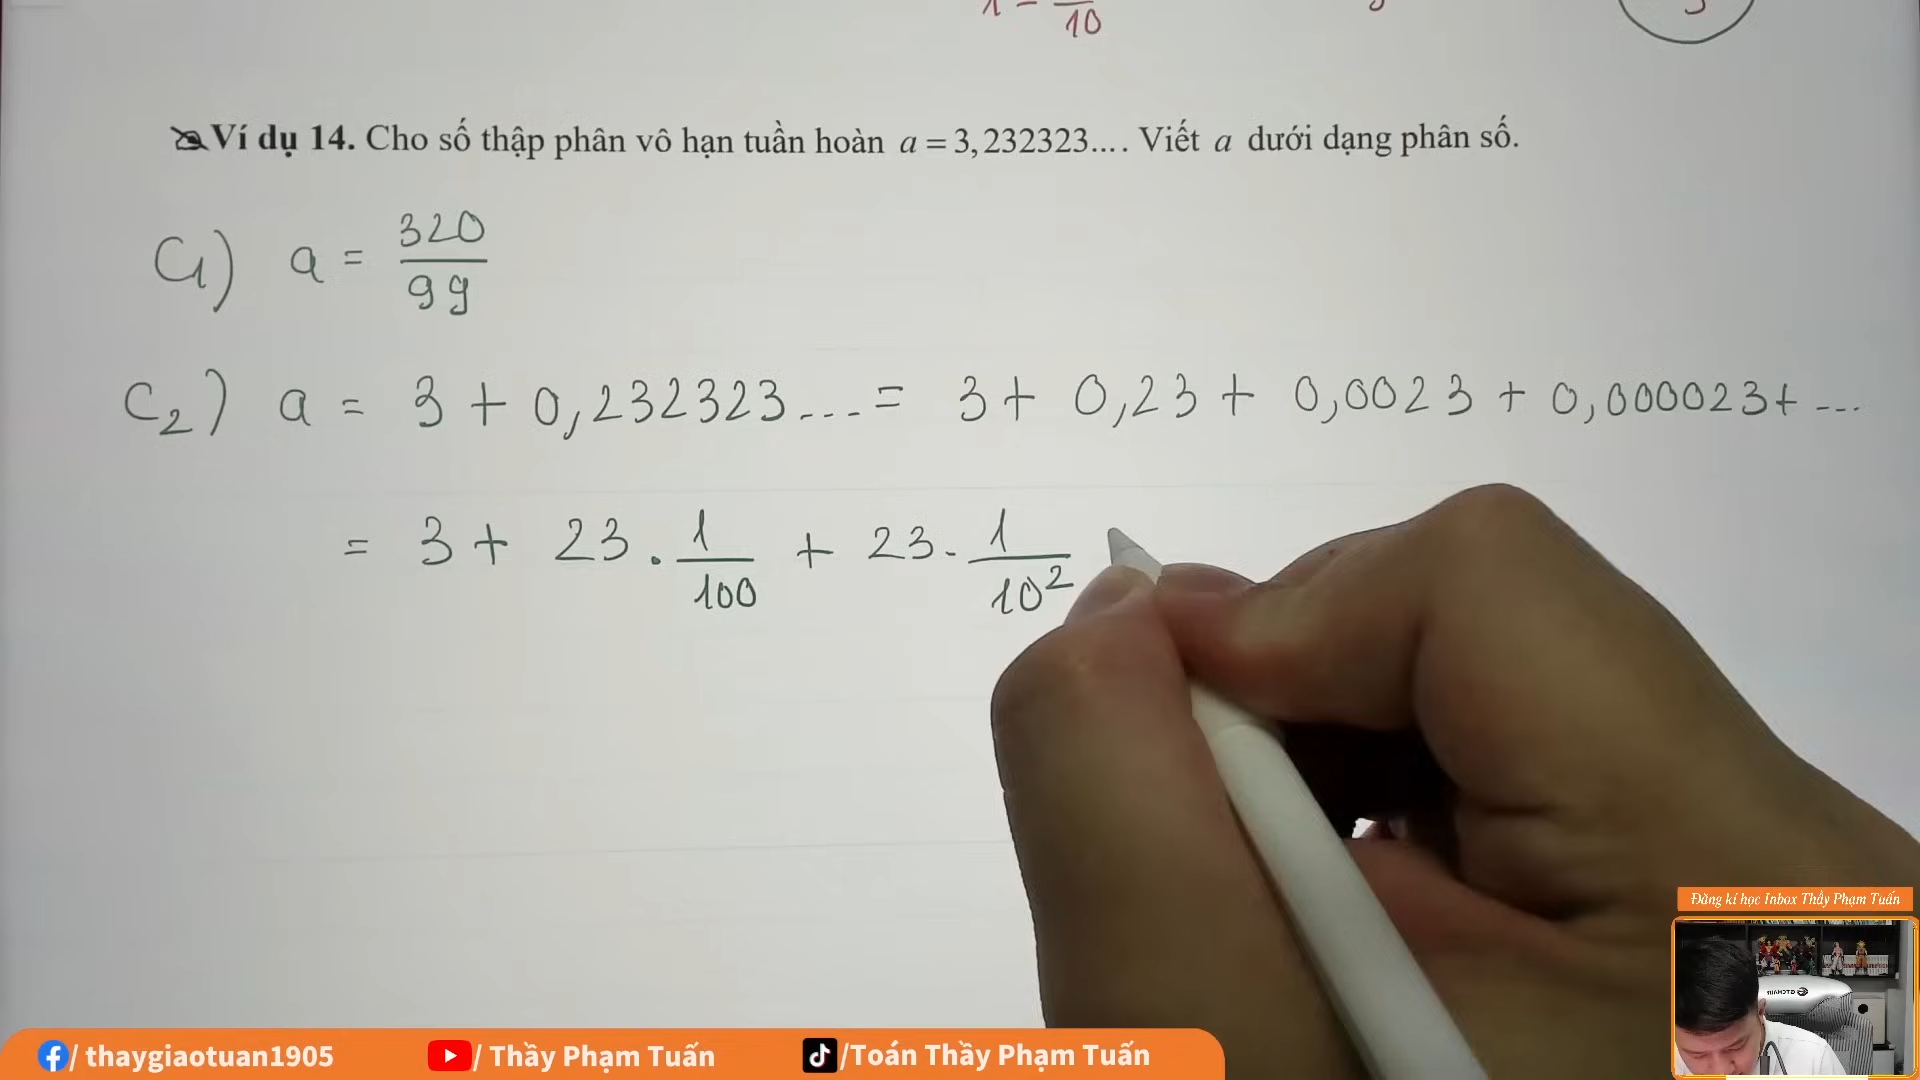 10
Ví dụ 14. Cho số thập phân vô hạn tuần hoàn a = 3,232323.... Viết a dưới dạng phân số.
C1) a = 320/99
C2) a = 3 + 0,232323... = 3 + 0,23 + 0,0023 + 0,000023 + ...
= 3 + 23 . 1/100 + 23 . 1/10²
Đăng kí học Inbox Thầy Phạm Tuấn
/ thaygiaotuan1905
/ Thầy Phạm Tuấn
/Toán Thầy Phạm Tuấn